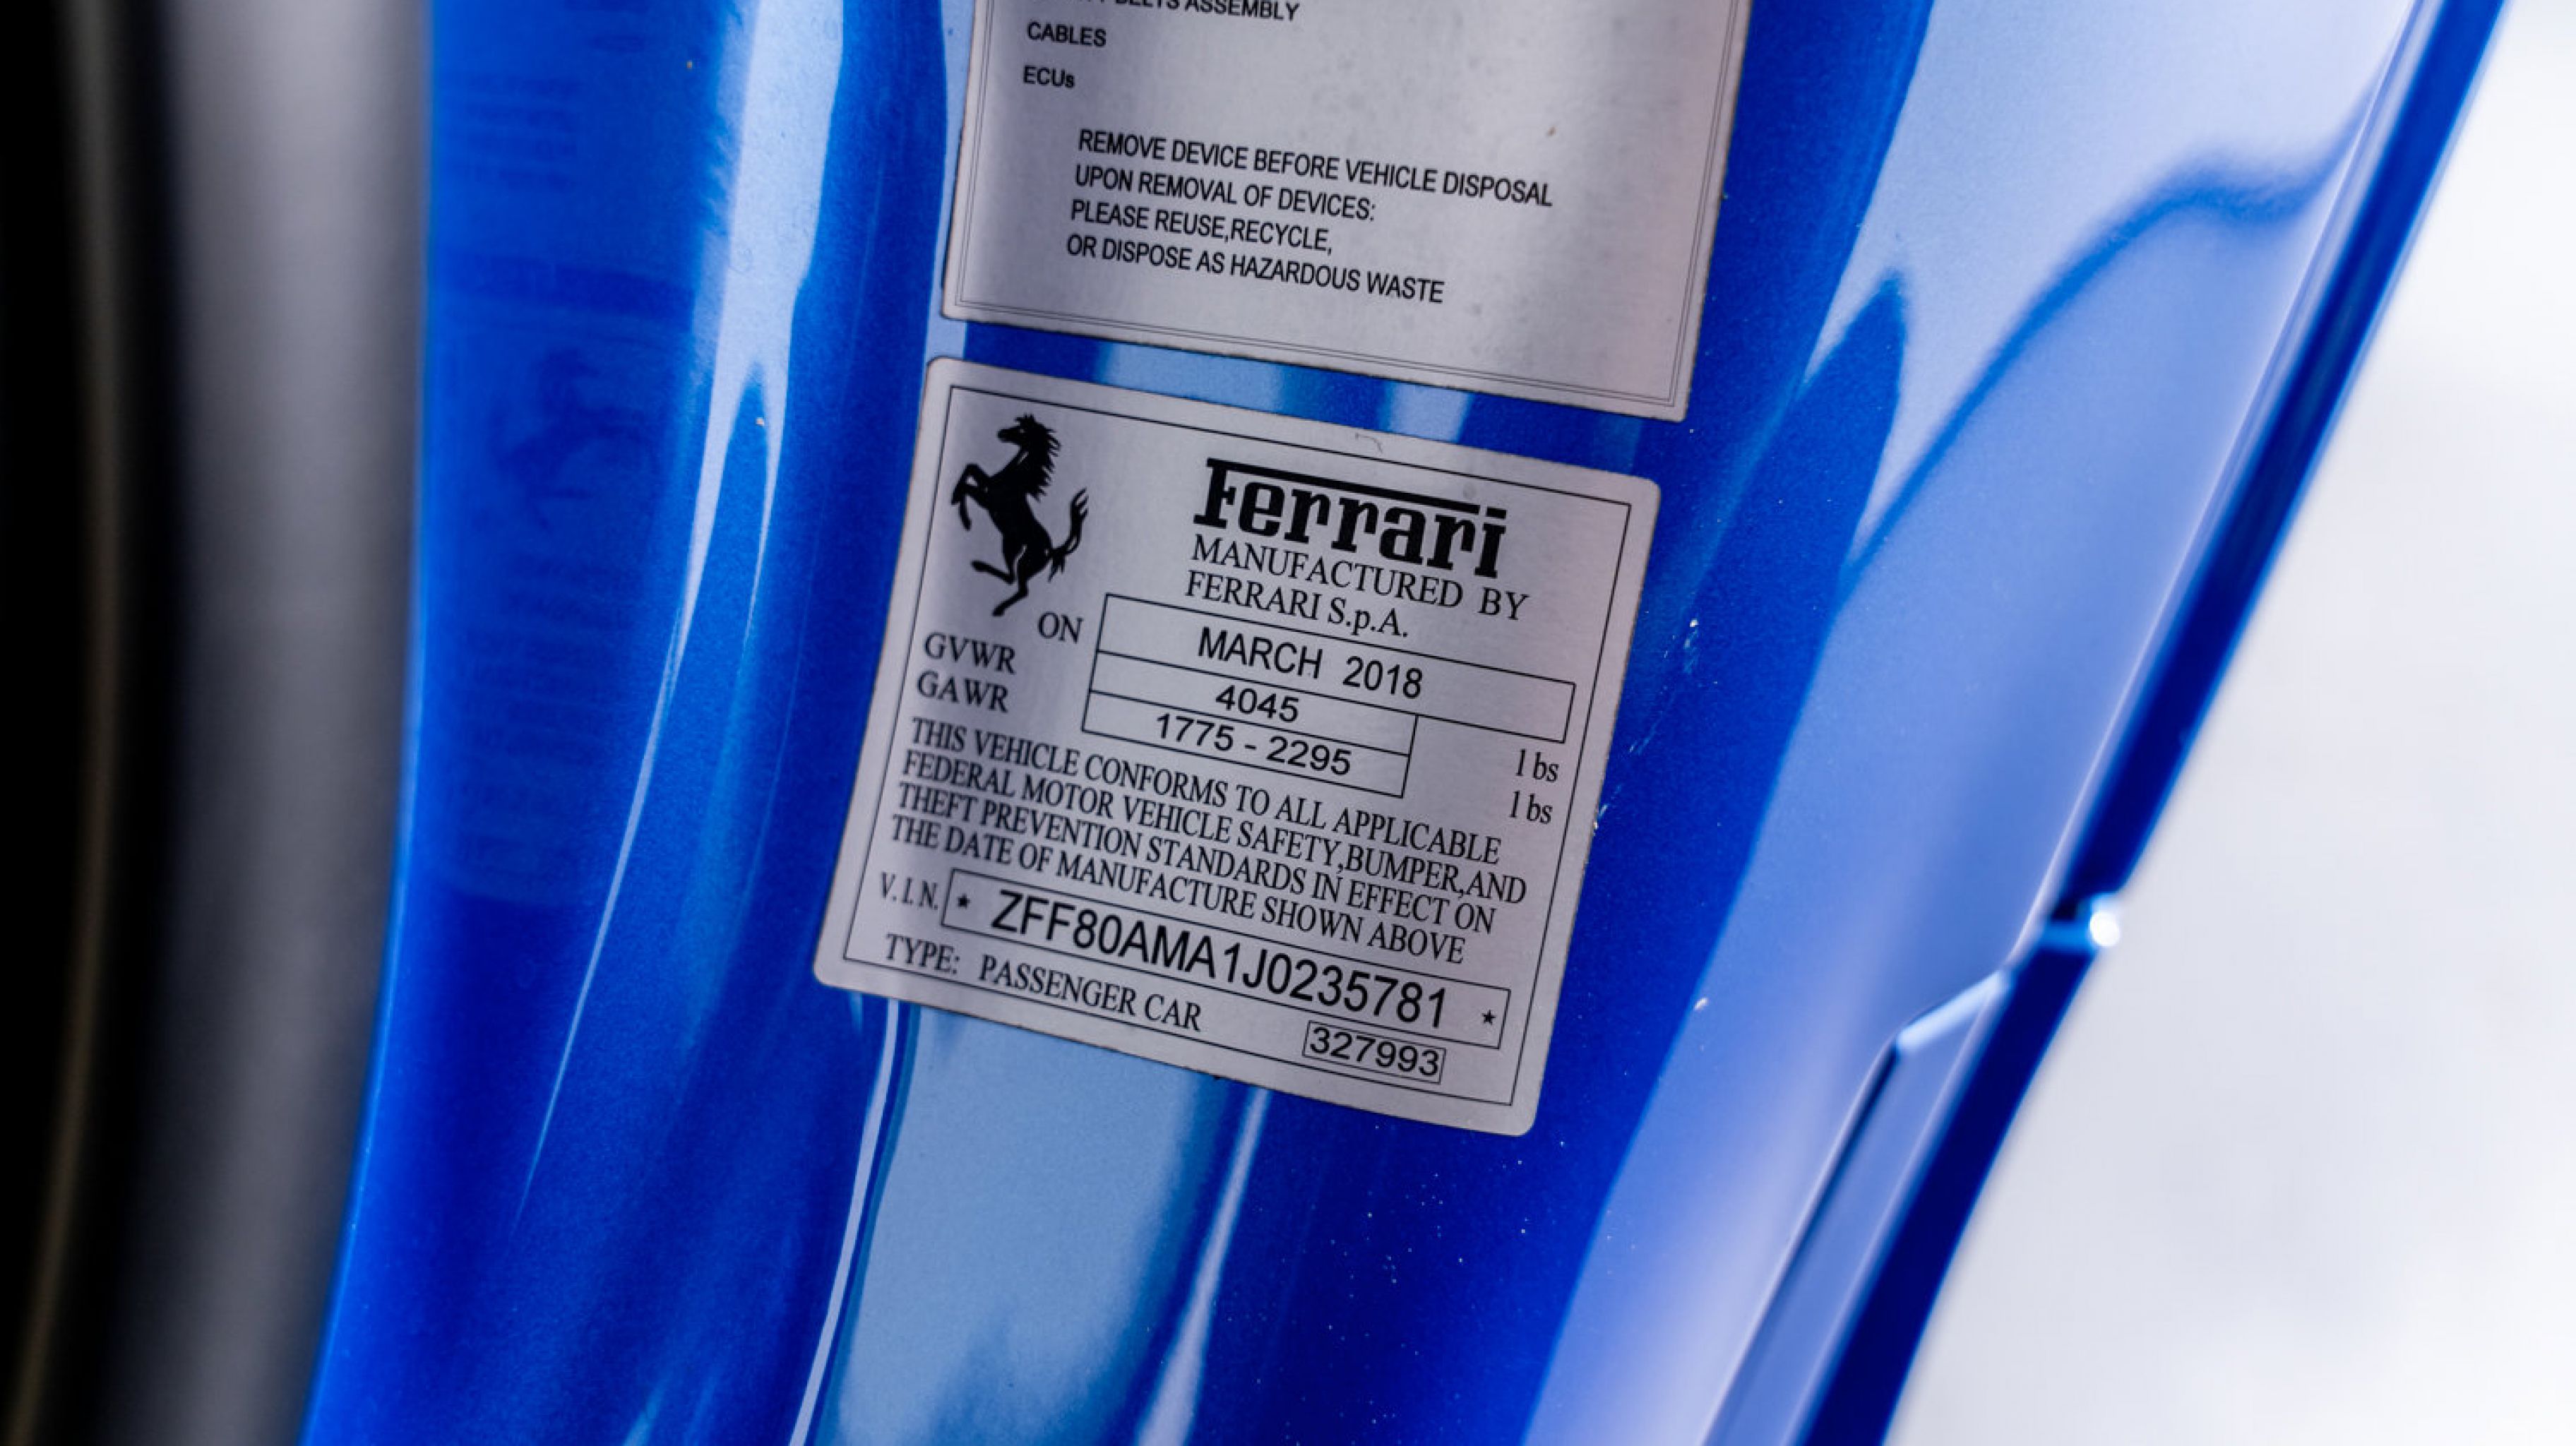 BELTS ASSEMBLY
CABLES
ECUs
REMOVE DEVICE BEFORE VEHICLE DISPOSAL
UPON REMOVAL OF DEVICES:
PLEASE REUSE,RECYCLE,
OR DISPOSE AS HAZARDOUS WASTE
Ferrari
MANUFACTURED BY
FERRARI S.p.A.
ON MARCH 2018
GVWR 4045 lbs
GAWR 1775 - 2295 lbs
THIS VEHICLE CONFORMS TO ALL APPLICABLE
FEDERAL MOTOR VEHICLE SAFETY,BUMPER,AND
THEFT PREVENTION STANDARDS IN EFFECT ON
THE DATE OF MANUFACTURE SHOWN ABOVE
V.I.N. * ZFF80AMA1J0235781 *
TYPE: PASSENGER CAR
327993